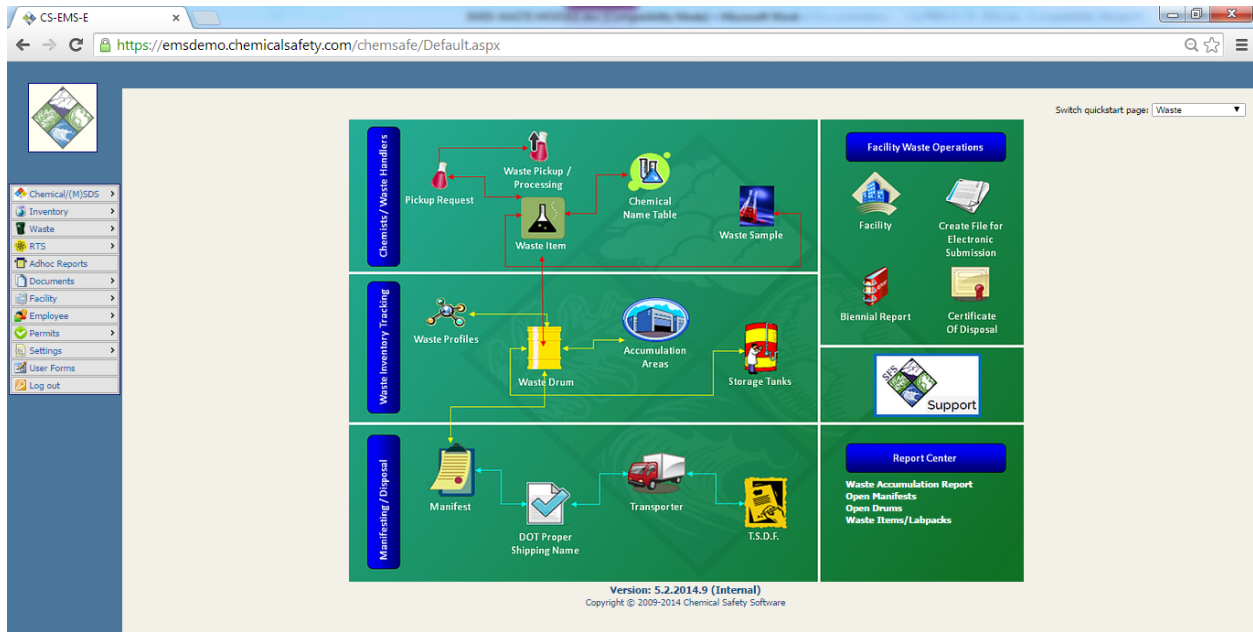 CS-EMS-E
https://emsdemo.chemicalsafety.com/chemsafe/Default.aspx
Switch quickstart page: Waste
Chemical/(M)SDS
Inventory
Waste
RTS
Adhoc Reports
Documents
Facility
Employee
Permits
Settings
User Forms
Log out
Chemists/ Waste Handlers
Pickup Request
Waste Pickup /
Processing
Waste Item
Chemical
Name Table
Waste Sample
Waste Inventory Tracking
Waste Profiles
Waste Drum
Accumulation
Areas
Storage Tanks
Manifesting / Disposal
Manifest
DOT Proper
Shipping Name
Transporter
T.S.D.F.
Facility Waste Operations
Facility
Create File for
Electronic
Submission
Biennial Report
Certificate
Of Disposal
SFS
Support
Report Center
Waste Accumulation Report
Open Manifests
Open Drums
Waste Items/Labpacks
Version: 5.2.2014.9 (Internal)
Copyright © 2009-2014 Chemical Safety Software